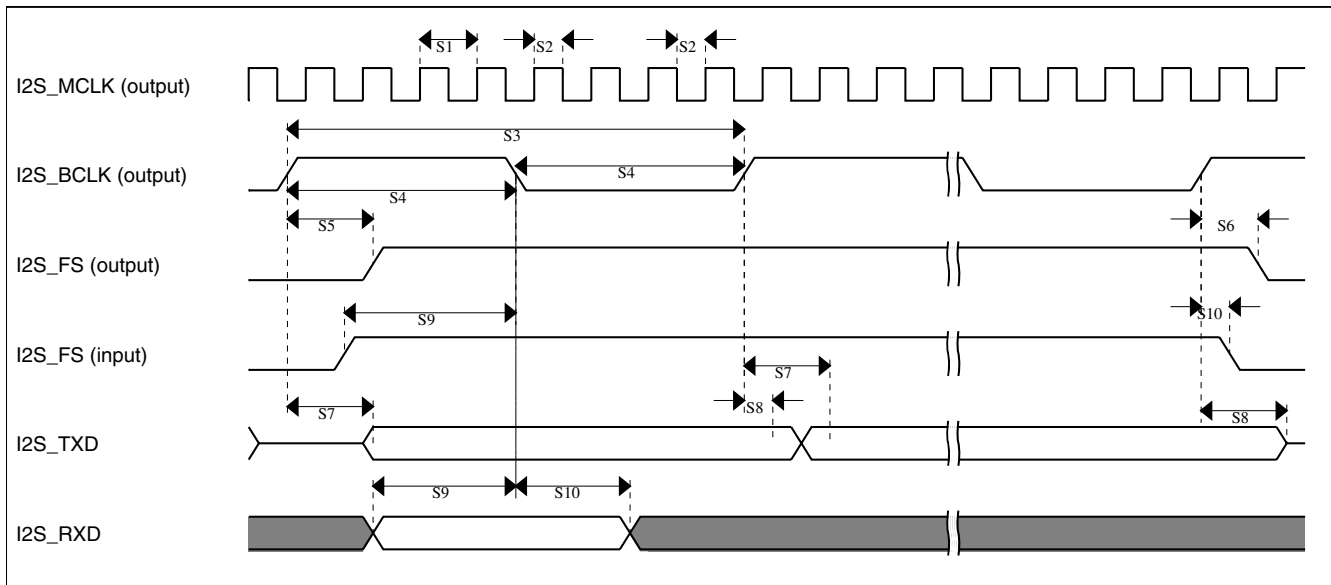 S1 S2 S2
I2S_MCLK (output)
S3
I2S_BCLK (output)
S4
S4
S5 S6
I2S_FS (output)
S9 S10
I2S_FS (input)
S7
S7 S8 S8
I2S_TXD
S9 S10
I2S_RXD